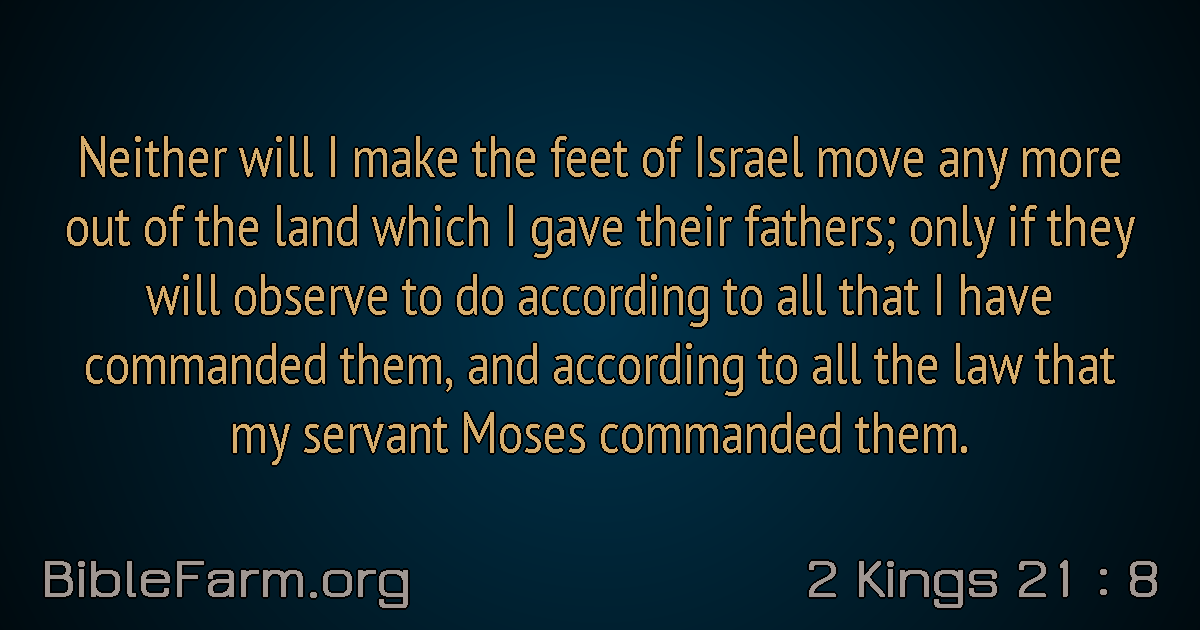 Neither will I make the feet of Israel move any more
out of the land which I gave their fathers; only if they
will observe to do according to all that I have
commanded them, and according to all the law that
my servant Moses commanded them.
BibleFarm.org
2 Kings 21 : 8